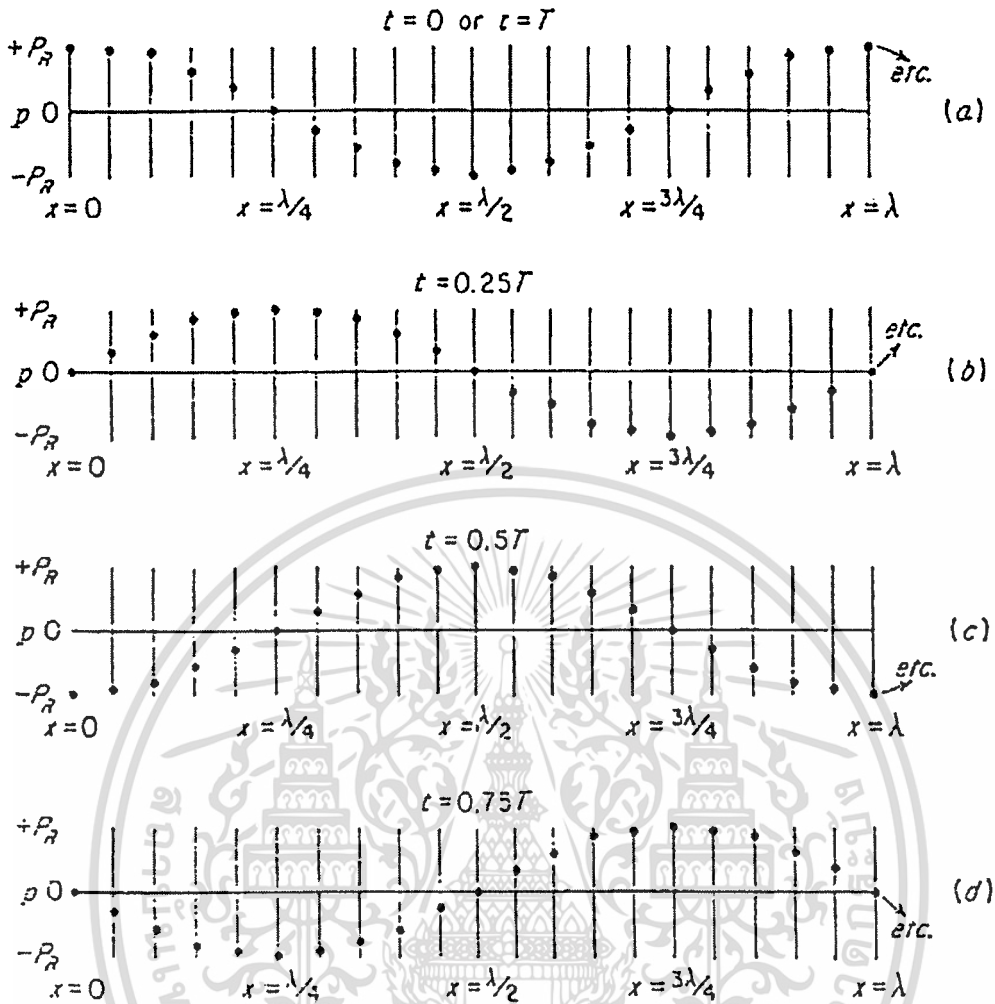 t = 0 or t = T
+P_R
p 0
-P_R
etc.
(a)
x = 0 x = λ/4 x = λ/2 x = 3λ/4 x = λ
t = 0.25T
+P_R
p 0
-P_R
etc.
(b)
x = 0 x = λ/4 x = λ/2 x = 3λ/4 x = λ
t = 0.5T
+P_R
p 0
-P_R
etc.
(c)
x = 0 x = λ/4 x = λ/2 x = 3λ/4 x = λ
t = 0.75T
+P_R
p 0
-P_R
etc.
(d)
x = 0 x = λ/4 x = λ/2 x = 3λ/4 x = λ